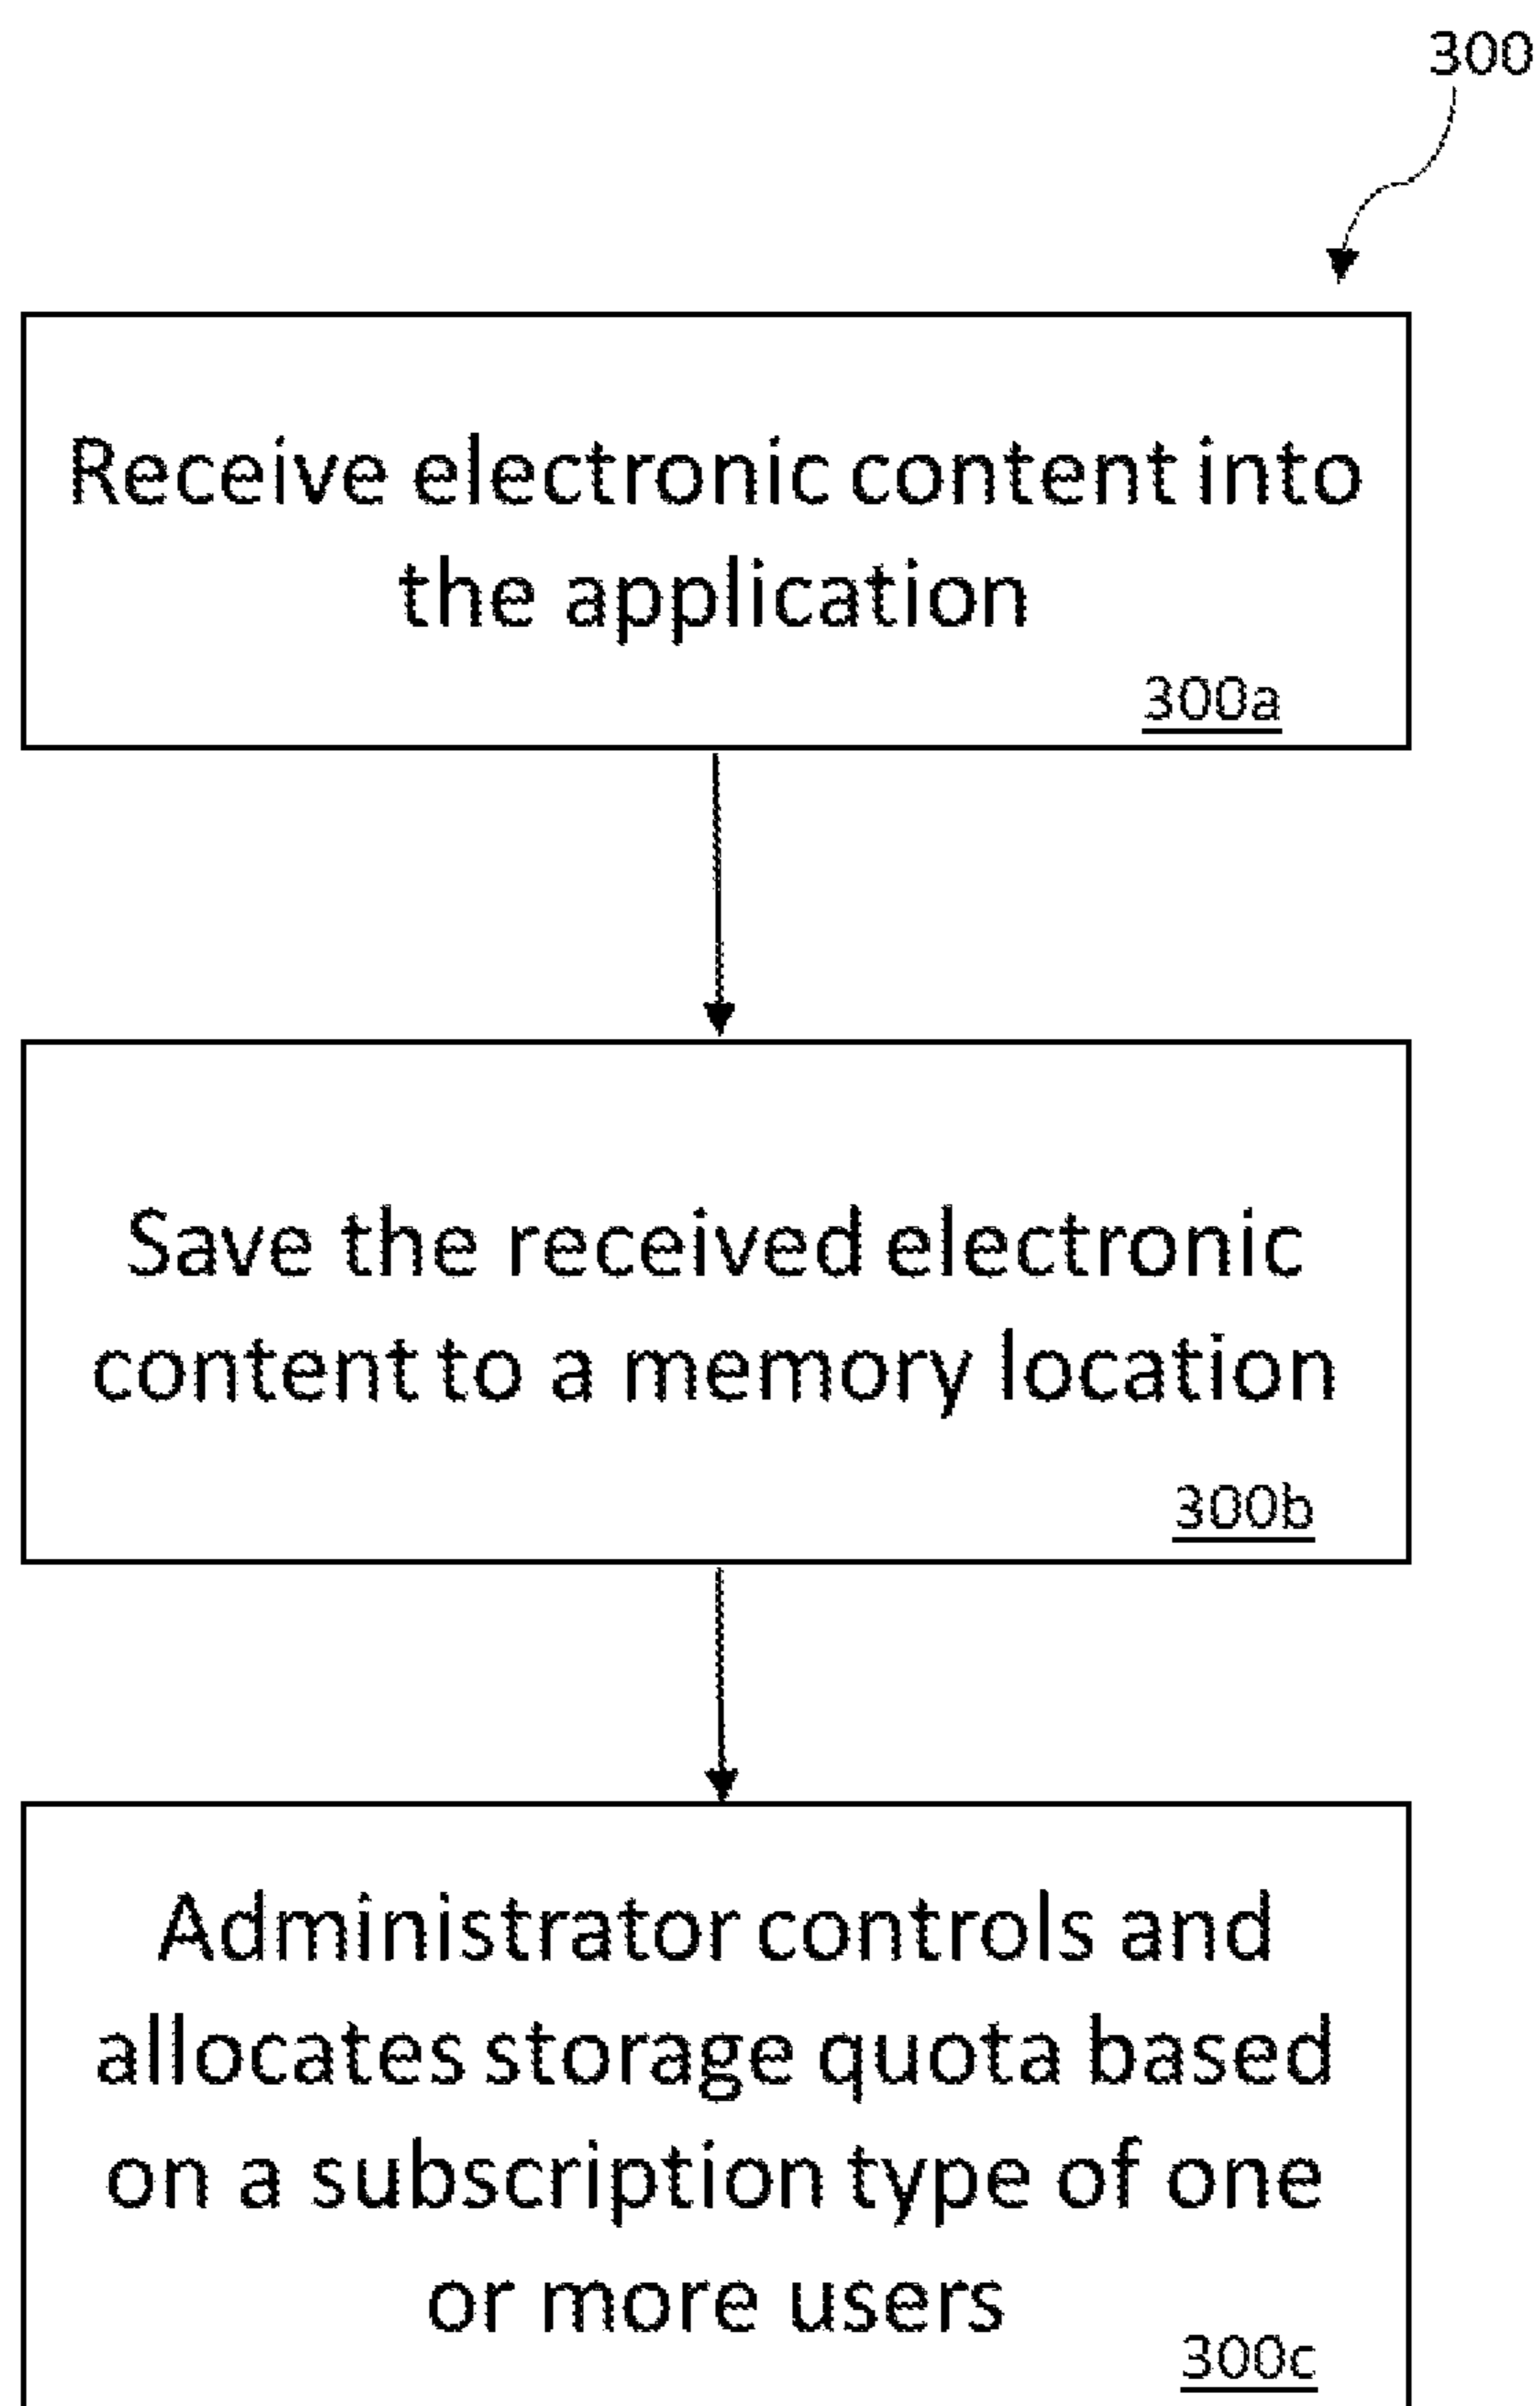 300
Receive electronic content into
the application
300a
Save the received electronic
content to a memory location
300b
Administrator controls and
allocates storage quota based
on a subscription type of one
or more users
300c